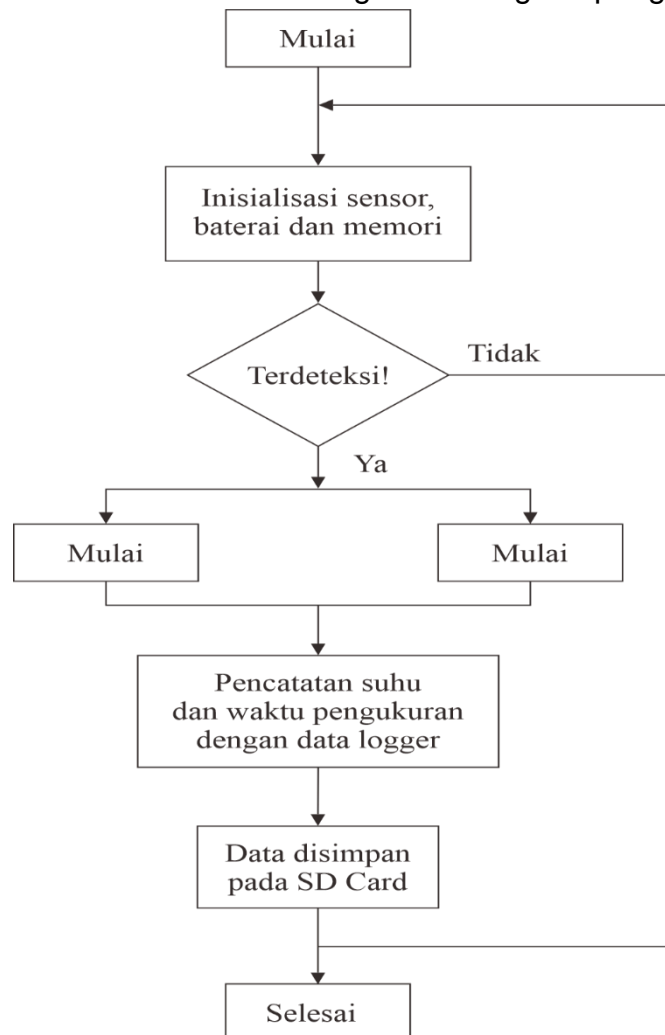 Mulai
Inisialisasi sensor,
baterai dan memori
Terdeteksi!
Tidak
Ya
Mulai
Mulai
Pencatatan suhu
dan waktu pengukuran
dengan data logger
Data disimpan
pada SD Card
Selesai